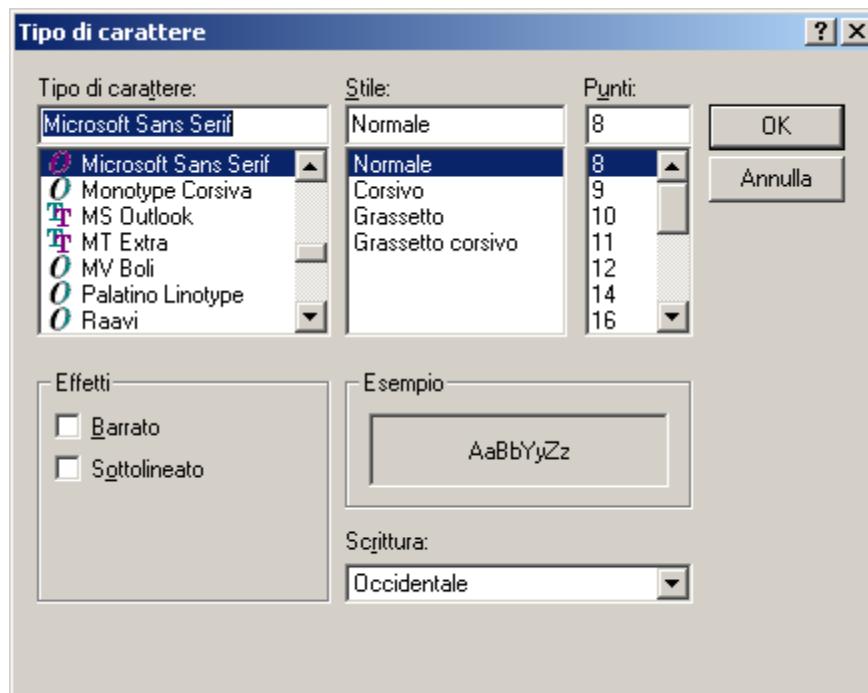 Tipo di carattere
Tipo di carattere:
Microsoft Sans Serif
Microsoft Sans Serif
Monotype Corsiva
MS Outlook
MT Extra
MV Boli
Palatino Linotype
Raavi
Stile:
Normale
Normale
Corsivo
Grassetto
Grassetto corsivo
Punti:
8
8
9
10
11
12
14
16
OK
Annulla
Effetti
Barrato
Sottolineato
Esempio
AaBbYyZz
Scrittura:
Occidentale